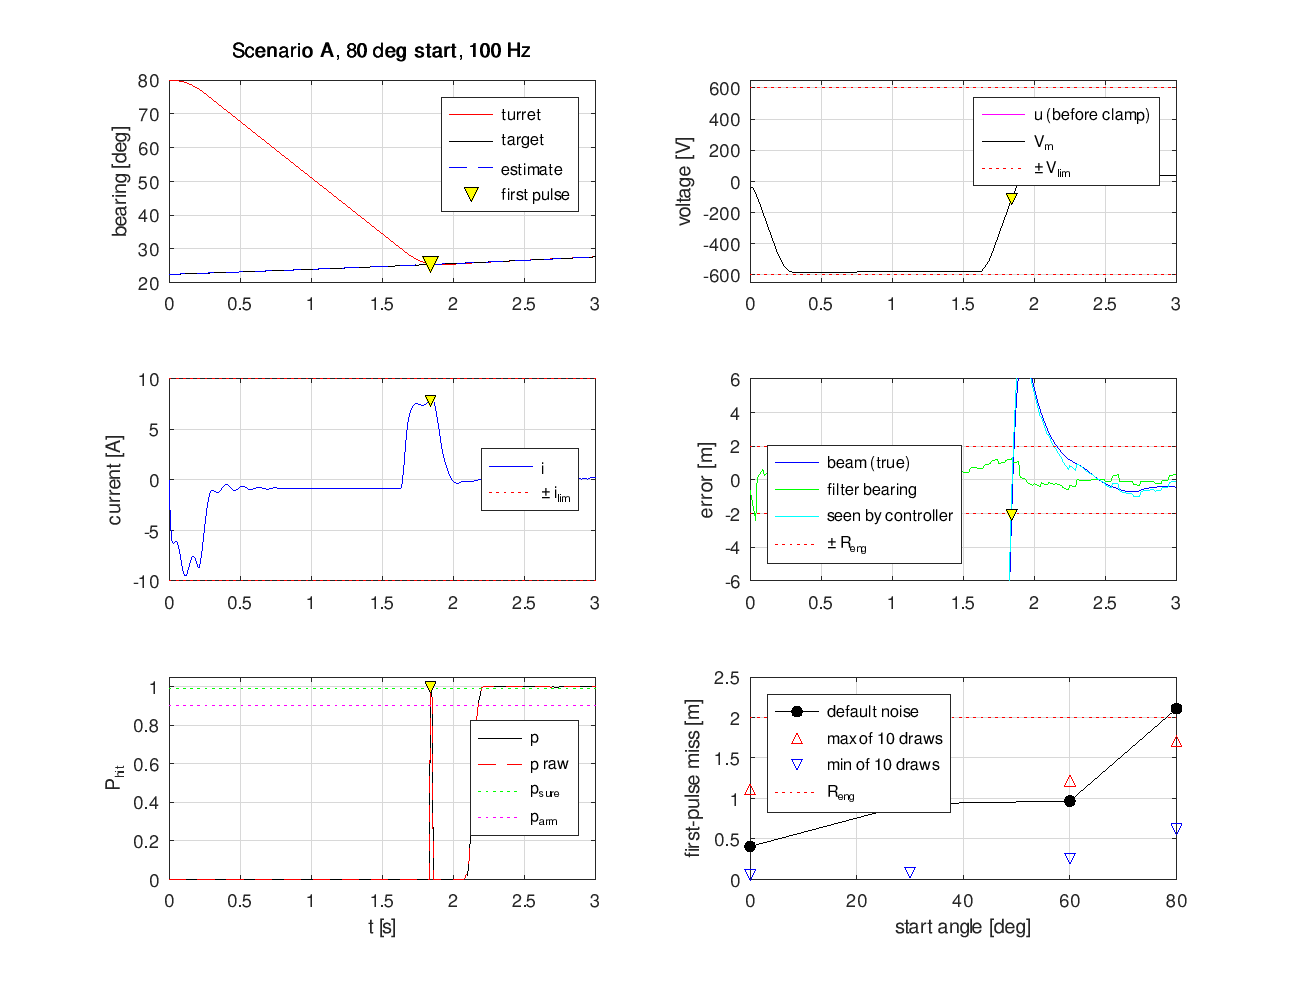 Scenario A, 80 deg start, 100 Hz
80
70
60
50
40
30
20
bearing [deg]
turret
target
estimate
first pulse
0 0.5 1 1.5 2 2.5 3
600
400
200
0
-200
-400
-600
voltage [V]
u (before clamp)
Vm
± Vlim
0 0.5 1 1.5 2 2.5 3
10
5
0
-5
-10
current [A]
i
± ilim
0 0.5 1 1.5 2 2.5 3
6
4
2
0
-2
-4
-6
error [m]
beam (true)
filter bearing
seen by controller
± Reng
0 0.5 1 1.5 2 2.5 3
1
0.8
0.6
0.4
0.2
0
Phit
p
p raw
psure
parm
0 0.5 1 1.5 2 2.5 3
t [s]
2.5
2
1.5
1
0.5
0
first-pulse miss [m]
default noise
max of 10 draws
min of 10 draws
Reng
0 20 40 60 80
start angle [deg]